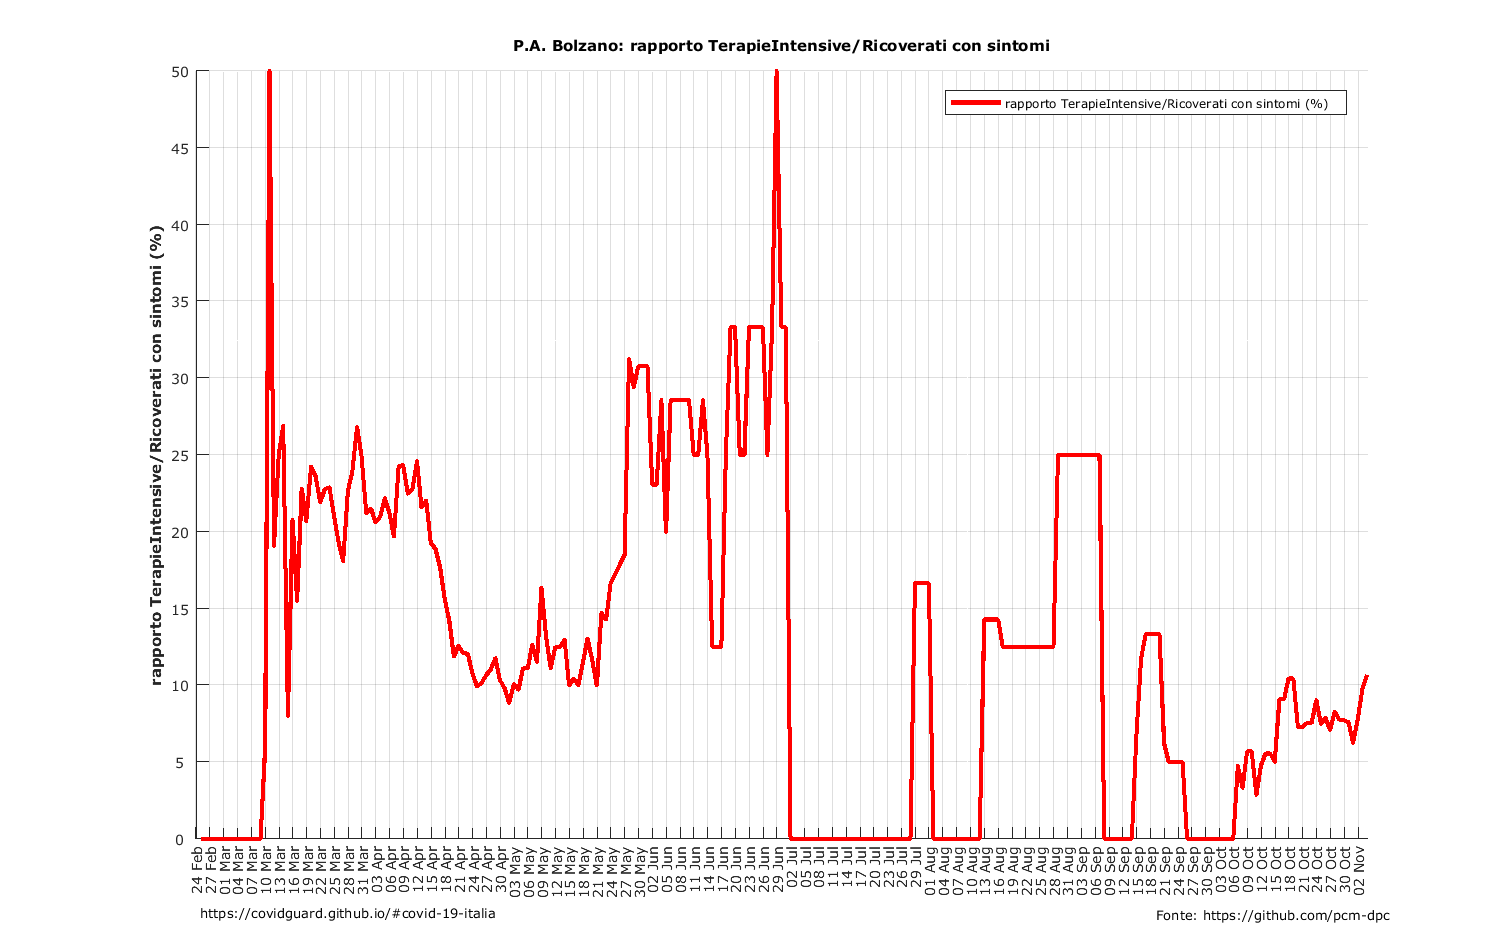 P.A. Bolzano: rapporto TerapieIntensive/Ricoverati con sintomi
rapporto TerapieIntensive/Ricoverati con sintomi (%)
rapporto TerapieIntensive/Ricoverati con sintomi (%)
50
45
40
35
30
25
20
15
10
5
0
24 Feb
27 Feb
01 Mar
04 Mar
07 Mar
10 Mar
13 Mar
16 Mar
19 Mar
22 Mar
25 Mar
28 Mar
31 Mar
03 Apr
06 Apr
09 Apr
12 Apr
15 Apr
18 Apr
21 Apr
24 Apr
27 Apr
30 Apr
03 May
06 May
09 May
12 May
15 May
18 May
21 May
24 May
27 May
30 May
02 Jun
05 Jun
08 Jun
11 Jun
14 Jun
17 Jun
20 Jun
23 Jun
26 Jun
29 Jun
02 Jul
05 Jul
08 Jul
11 Jul
14 Jul
17 Jul
20 Jul
23 Jul
26 Jul
29 Jul
01 Aug
04 Aug
07 Aug
10 Aug
13 Aug
16 Aug
19 Aug
22 Aug
25 Aug
28 Aug
31 Aug
03 Sep
06 Sep
09 Sep
12 Sep
15 Sep
18 Sep
21 Sep
24 Sep
27 Sep
30 Sep
03 Oct
06 Oct
09 Oct
12 Oct
15 Oct
18 Oct
21 Oct
24 Oct
27 Oct
30 Oct
02 Nov
https://covidguard.github.io/#covid-19-italia
Fonte: https://github.com/pcm-dpc